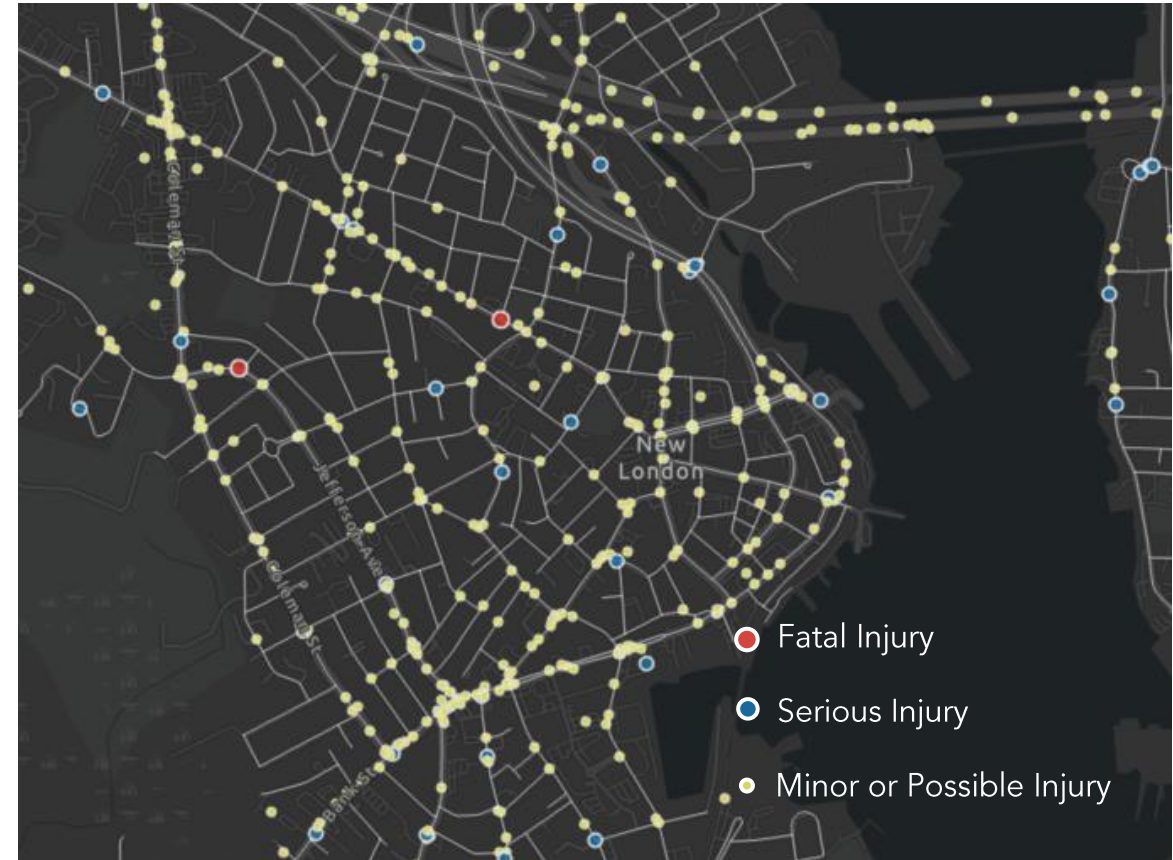 Coleman St
New
London
Jefferson Ave
Coleman St
Bank St
Fatal Injury
Serious Injury
Minor or Possible Injury